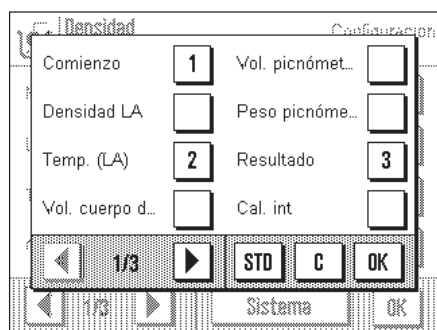 Densidad Configuracion
Comienzo 1 Vol. picnómet...
Densidad LA Peso picnóme...
Temp. (LA) 2 Resultado 3
Vol. cuerpo d... Cal. int
1/3 STD C OK
1/3 Sistema OK